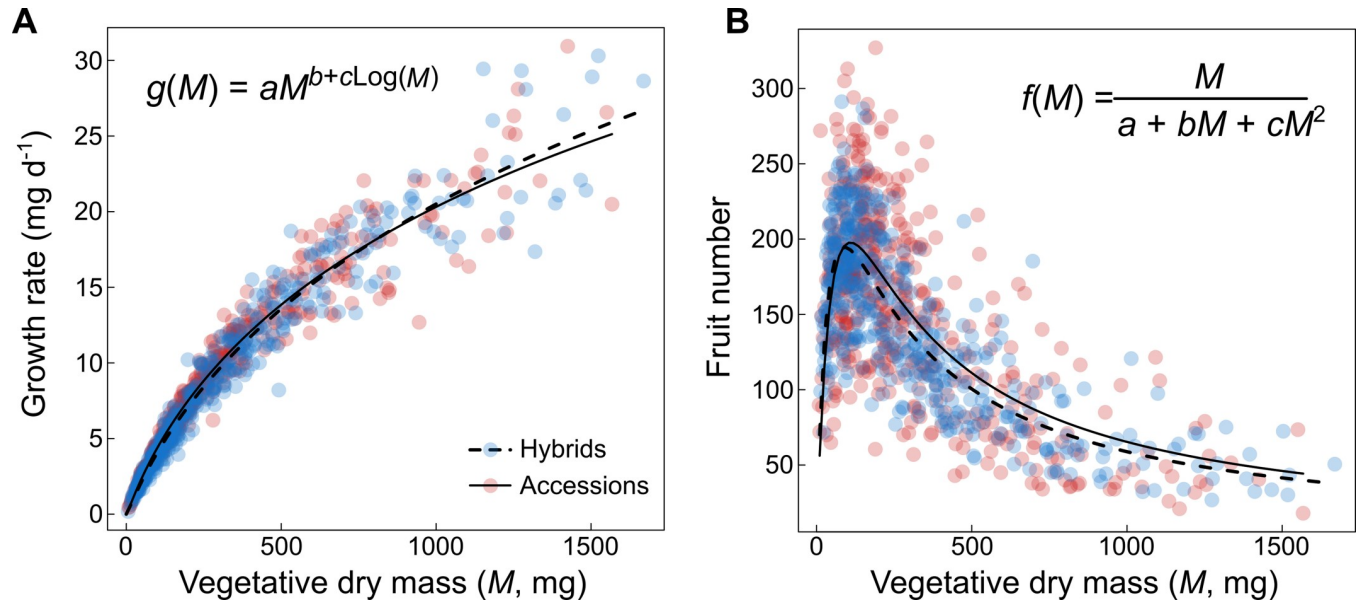 A
g(M) = aM^{b+cLog(M)}
Growth rate (mg d⁻¹)
30
25
20
15
10
5
0
Hybrids
Accessions
0 500 1000 1500
Vegetative dry mass (M, mg)
B
f(M) = M / (a + bM + cM²)
Fruit number
300
250
200
150
100
50
0 500 1000 1500
Vegetative dry mass (M, mg)